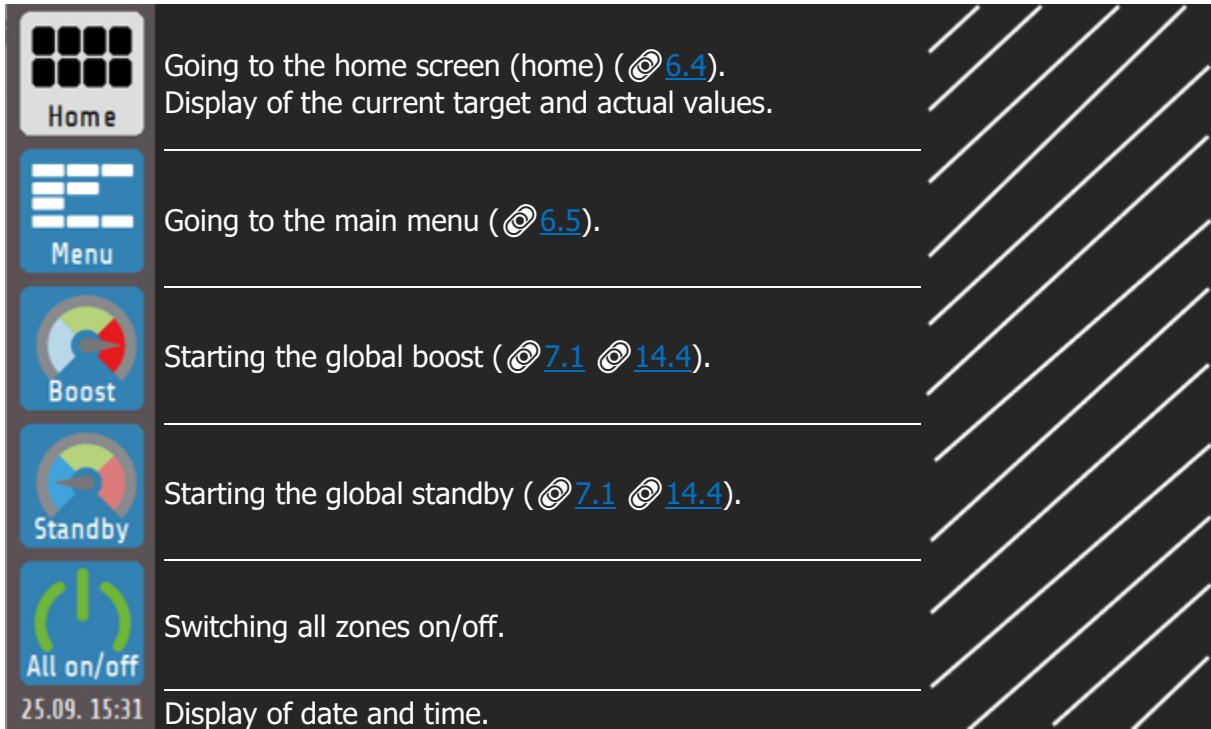 Home
Going to the home screen (home) (6.4).
Display of the current target and actual values.
Menu
Going to the main menu (6.5).
Boost
Starting the global boost (7.1 14.4).
Standby
Starting the global standby (7.1 14.4).
All on/off
Switching all zones on/off.
25.09. 15:31
Display of date and time.